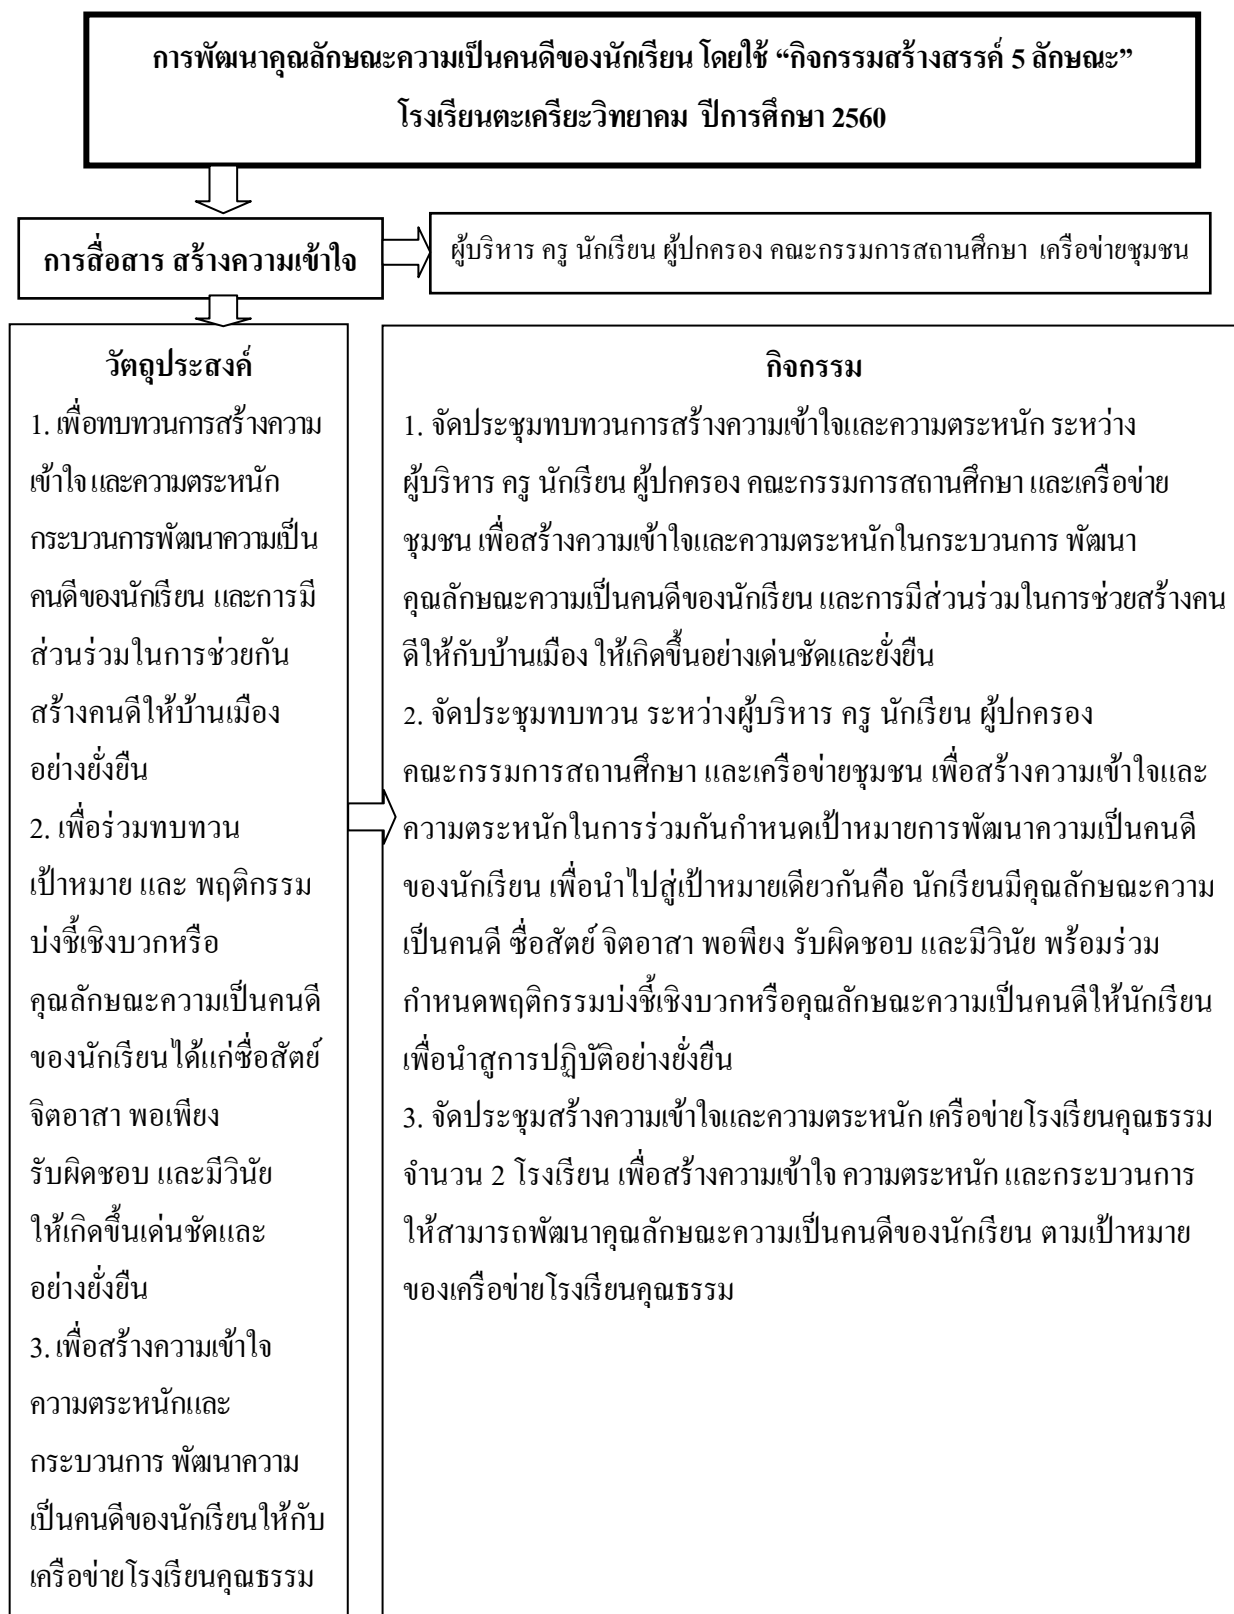 การพัฒนาคุณลักษณะความเป็นคนดีของนักเรียน โดยใช้ “กิจกรรมสร้างสรรค์ 5 ลักษณะ”
โรงเรียนตะเครียะวิทยาคม ปีการศึกษา 2560
การสื่อสาร สร้างความเข้าใจ
ผู้บริหาร ครู นักเรียน ผู้ปกครอง คณะกรรมการสถานศึกษา เครือข่ายชุมชน
วัตถุประสงค์
1. เพื่อทบทวนการสร้างความ
เข้าใจ และความตระหนัก
กระบวนการพัฒนาความเป็น
คนดีของนักเรียน และการมี
ส่วนร่วมในการช่วยกัน
สร้างคนดีให้บ้านเมือง
อย่างยั่งยืน
2. เพื่อร่วมทบทวน
เป้าหมาย และ พฤติกรรม
บ่งชี้เชิงบวกหรือ
คุณลักษณะความเป็นคนดี
ของนักเรียนได้แก่ซื่อสัตย์
จิตอาสา พอเพียง
รับผิดชอบ และมีวินัย
ให้เกิดขึ้นเด่นชัดและ
อย่างยั่งยืน
3. เพื่อสร้างความเข้าใจ
ความตระหนักและ
กระบวนการ พัฒนาความ
เป็นคนดีของนักเรียนให้กับ
เครือข่ายโรงเรียนคุณธรรม
กิจกรรม
1. จัดประชุมทบทวนการสร้างความเข้าใจและความตระหนัก ระหว่าง
ผู้บริหาร ครู นักเรียน ผู้ปกครอง คณะกรรมการสถานศึกษา และเครือข่าย
ชุมชน เพื่อสร้างความเข้าใจและความตระหนักในกระบวนการ พัฒนา
คุณลักษณะความเป็นคนดีของนักเรียน และการมีส่วนร่วมในการช่วยสร้างคน
ดีให้กับบ้านเมือง ให้เกิดขึ้นอย่างเด่นชัดและยั่งยืน
2. จัดประชุมทบทวน ระหว่างผู้บริหาร ครู นักเรียน ผู้ปกครอง
คณะกรรมการสถานศึกษา และเครือข่ายชุมชน เพื่อสร้างความเข้าใจและ
ความตระหนักในการร่วมกันกำหนดเป้าหมายการพัฒนาความเป็นคนดี
ของนักเรียน เพื่อนำไปสู่เป้าหมายเดียวกันคือ นักเรียนมีคุณลักษณะความ
เป็นคนดี ซื่อสัตย์ จิตอาสา พอพียง รับผิดชอบ และมีวินัย พร้อมร่วม
กำหนดพฤติกรรมบ่งชี้เชิงบวกหรือคุณลักษณะความเป็นคนดีให้นักเรียน
เพื่อนำสูการปฏิบัติอย่างยั่งยืน
3. จัดประชุมสร้างความเข้าใจและความตระหนัก เครือข่ายโรงเรียนคุณธรรม
จำนวน 2 โรงเรียน เพื่อสร้างความเข้าใจ ความตระหนัก และกระบวนการ
ให้สามารถพัฒนาคุณลักษณะความเป็นคนดีของนักเรียน ตามเป้าหมาย
ของเครือข่ายโรงเรียนคุณธรรม